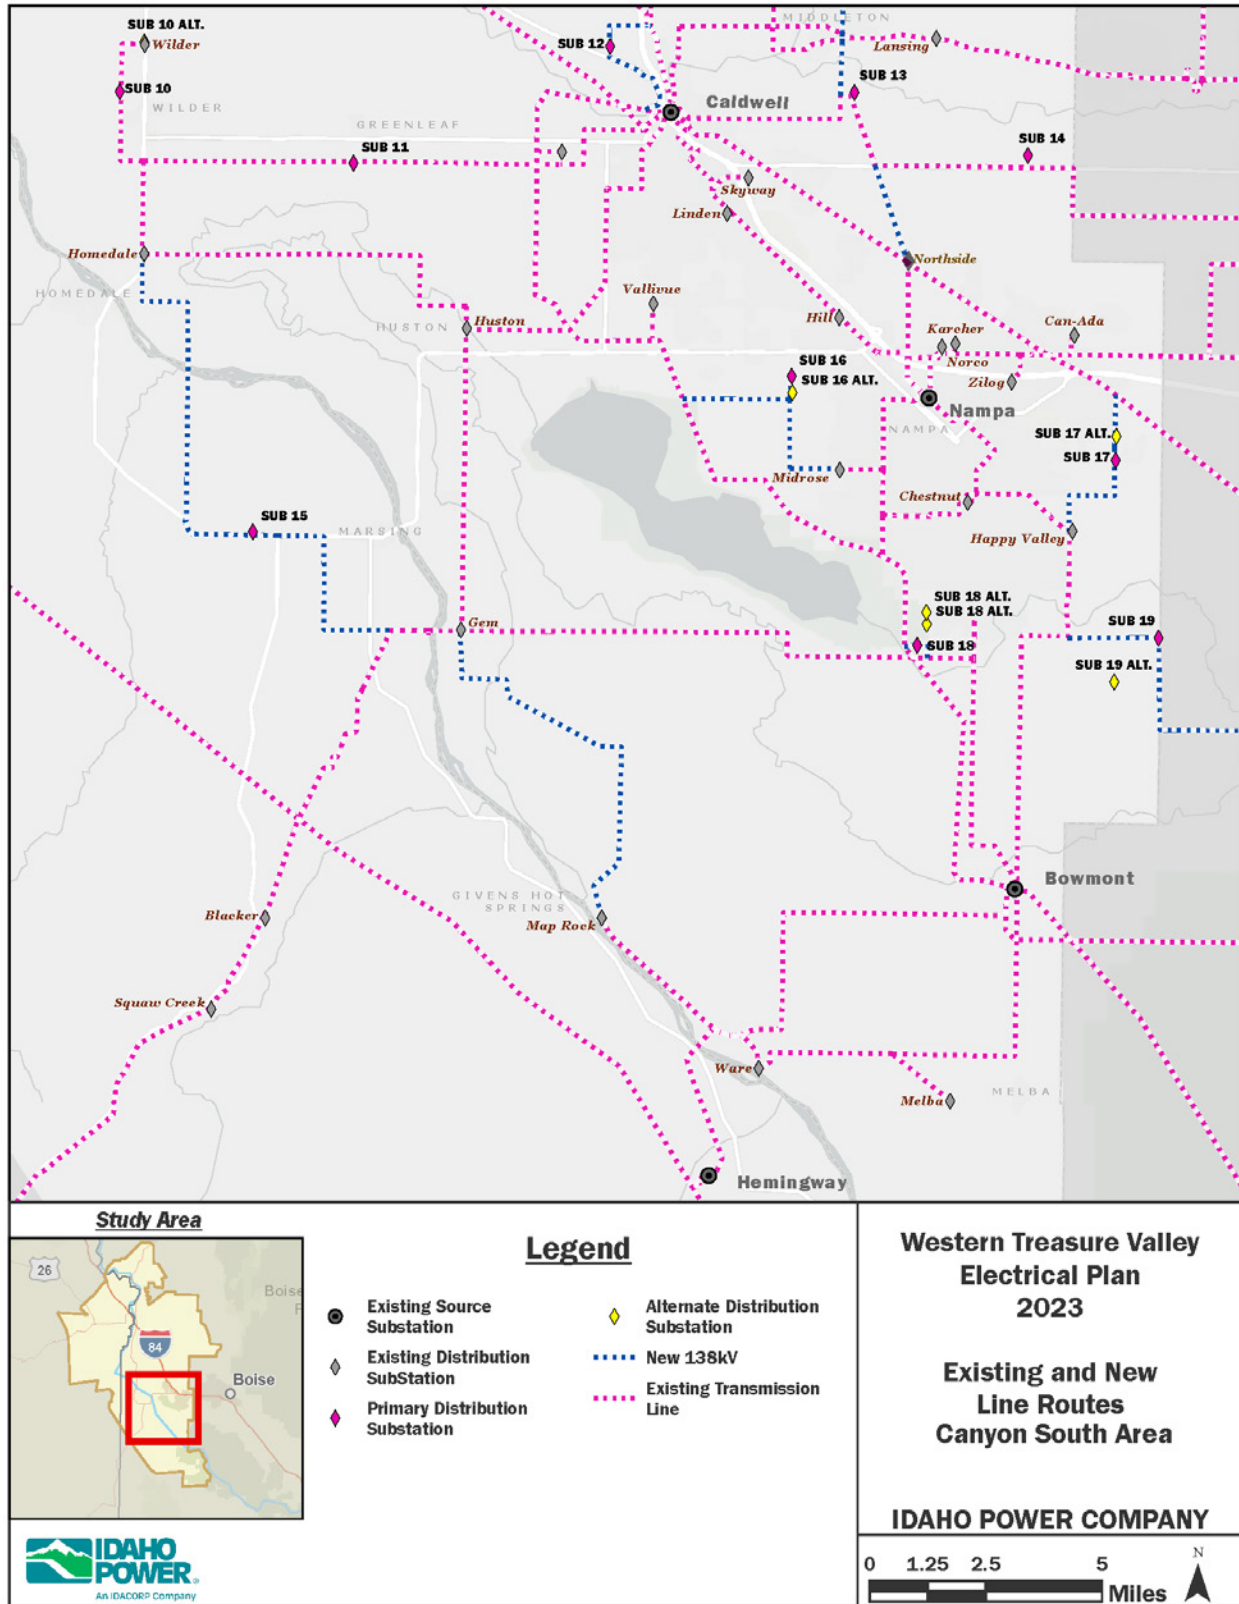 SUB 10 ALT.
Wilder
SUB 10
WILDER
SUB 12
MIDDLETON
Lansing
SUB 13
Caldwell
GREENLEAF
SUB 11
SUB 14
Skyway
Linden
Homedale
HOMEDALE
Northside
Vallivue
HUSTON
Huston
Hill
Karcher
Can-Ada
Norco
SUB 16
SUB 16 ALT.
Zilog
Nampa
NAMPA
SUB 17 ALT.
SUB 17
Midrose
Chestnut
SUB 15
MARSING
Happy Valley
SUB 18 ALT.
SUB 18 ALT.
Gem
SUB 18
SUB 19
SUB 19 ALT.
Bowmont
GIVENS HOT
SPRINGS
Blacker
Map Rock
Squaw Creek
Ware
Melba
MELBA
Hemingway
Study Area
26
84
Boise
Boise
Legend
Existing Source
Substation
Existing Distribution
SubStation
Primary Distribution
Substation
Alternate Distribution
Substation
New 138kV
Existing Transmission
Line
Western Treasure Valley
Electrical Plan
2023
Existing and New
Line Routes
Canyon South Area
IDAHO POWER COMPANY
0 1.25 2.5 5
Miles
N
IDAHO
POWER®
An IDACORP Company